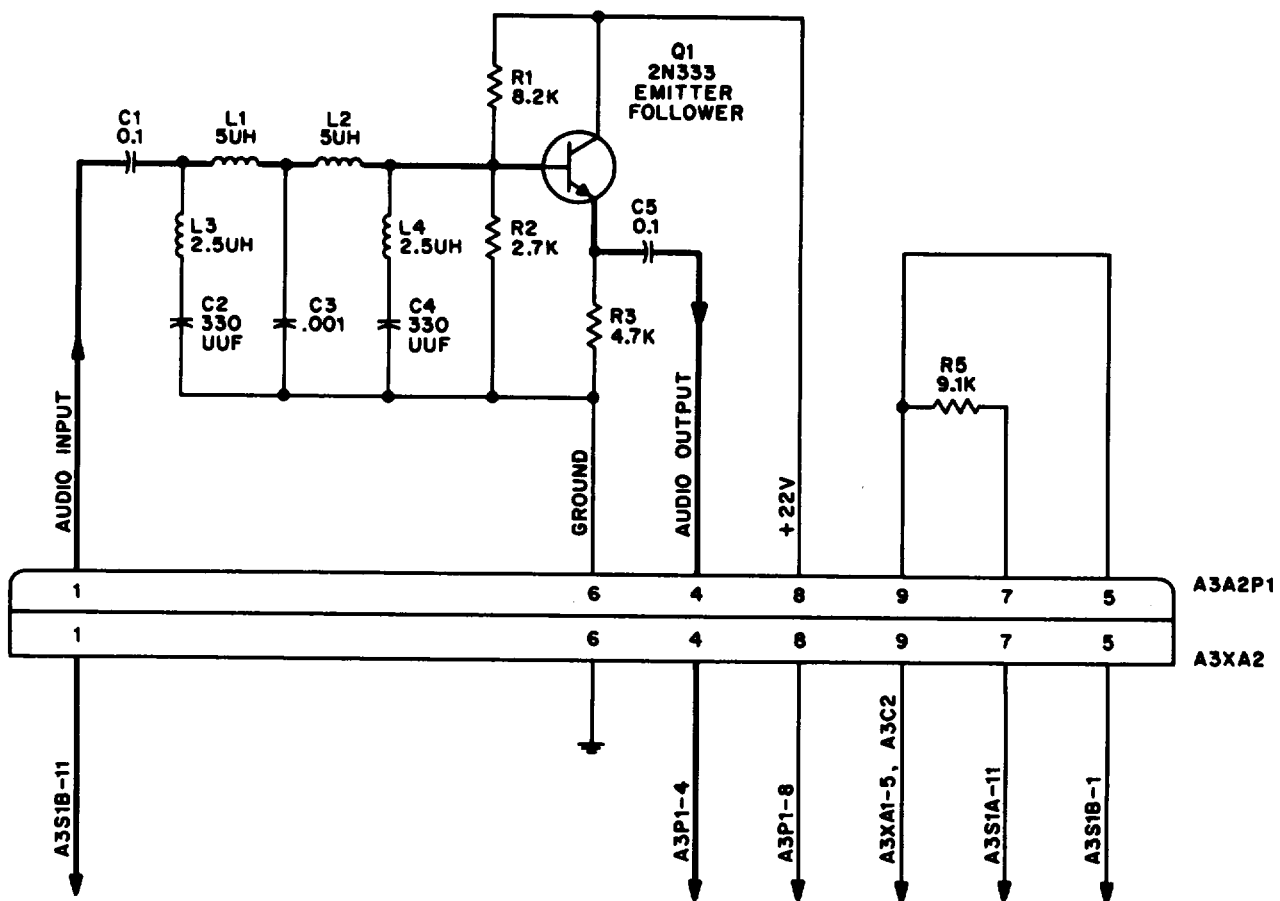 Q1
2N333
EMITTER
FOLLOWER
R1
8.2K
C1
0.1
L1
5UH
L2
5UH
L3
2.5UH
L4
2.5UH
R2
2.7K
C5
0.1
C2
330
UUF
C3
.001
C4
330
UUF
R3
4.7K
R5
9.1K
AUDIO INPUT
GROUND
AUDIO OUTPUT
+22V
1 6 4 8 9 7 5
A3A2P1
1 6 4 8 9 7 5
A3XA2
A3S1B-11
A3P1-4
A3P1-8
A3XA1-5, A3C2
A3S1A-11
A3S1B-1